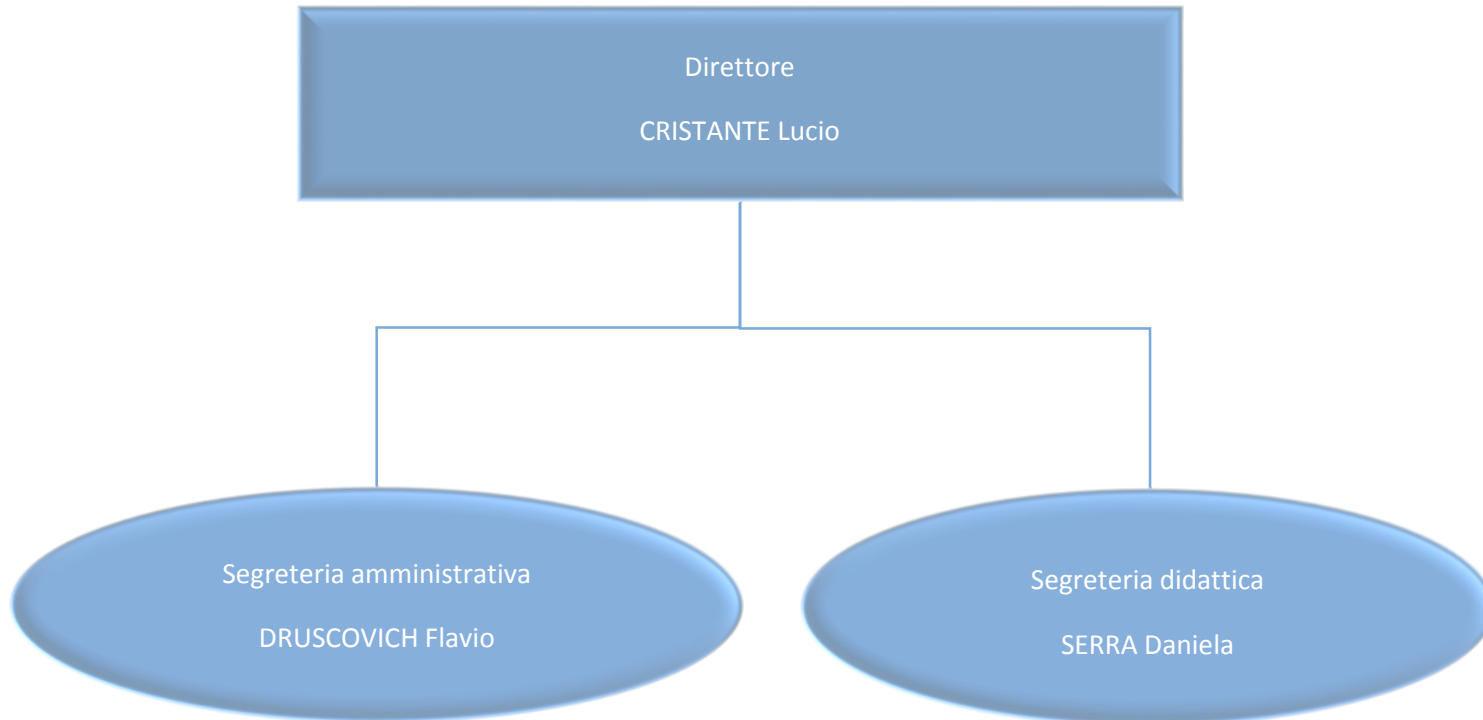 Direttore
CRISTANTE Lucio
Segreteria amministrativa
DRUSCOVICH Flavio
Segreteria didattica
SERRA Daniela